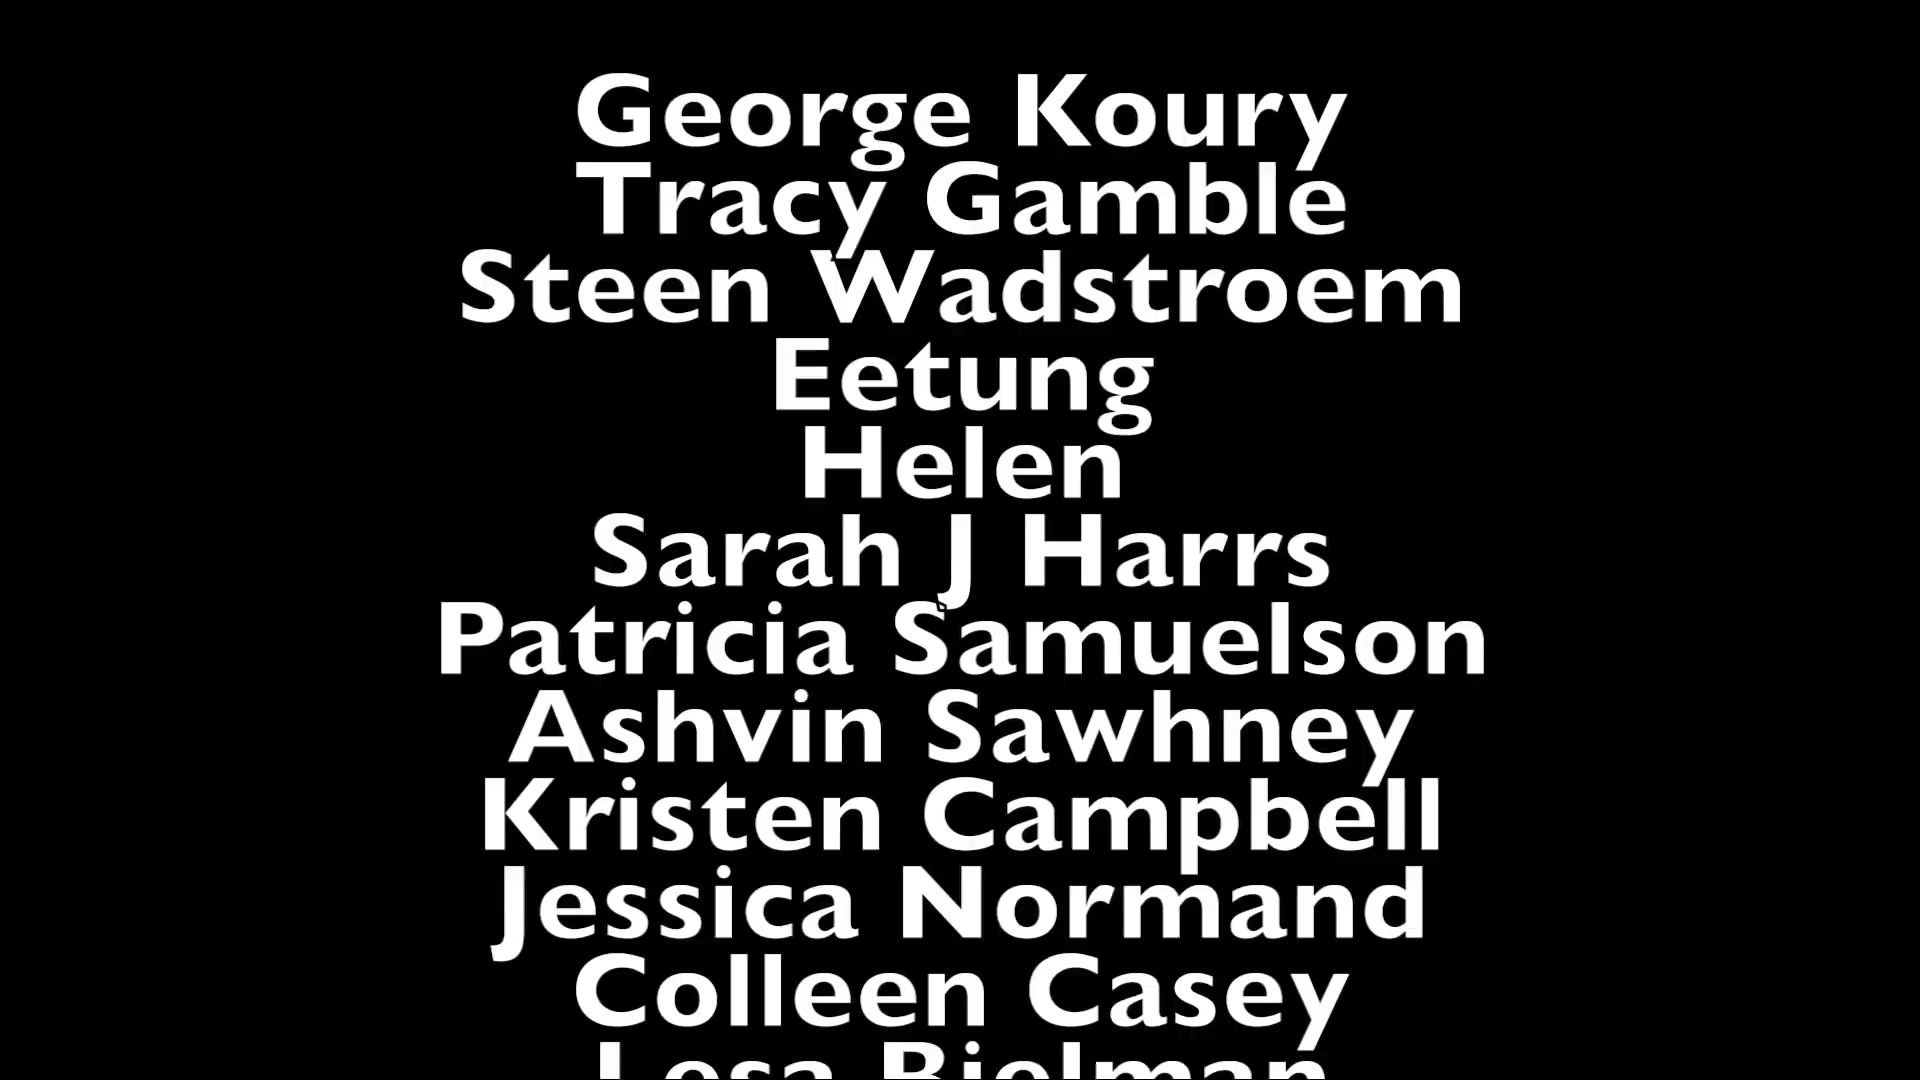 George Koury
Tracy Gamble
Steen Wadstroem
Eetung
Helen
Sarah J Harrs
Patricia Samuelson
Ashvin Sawhney
Kristen Campbell
Jessica Normand
Colleen Casey
Lesa